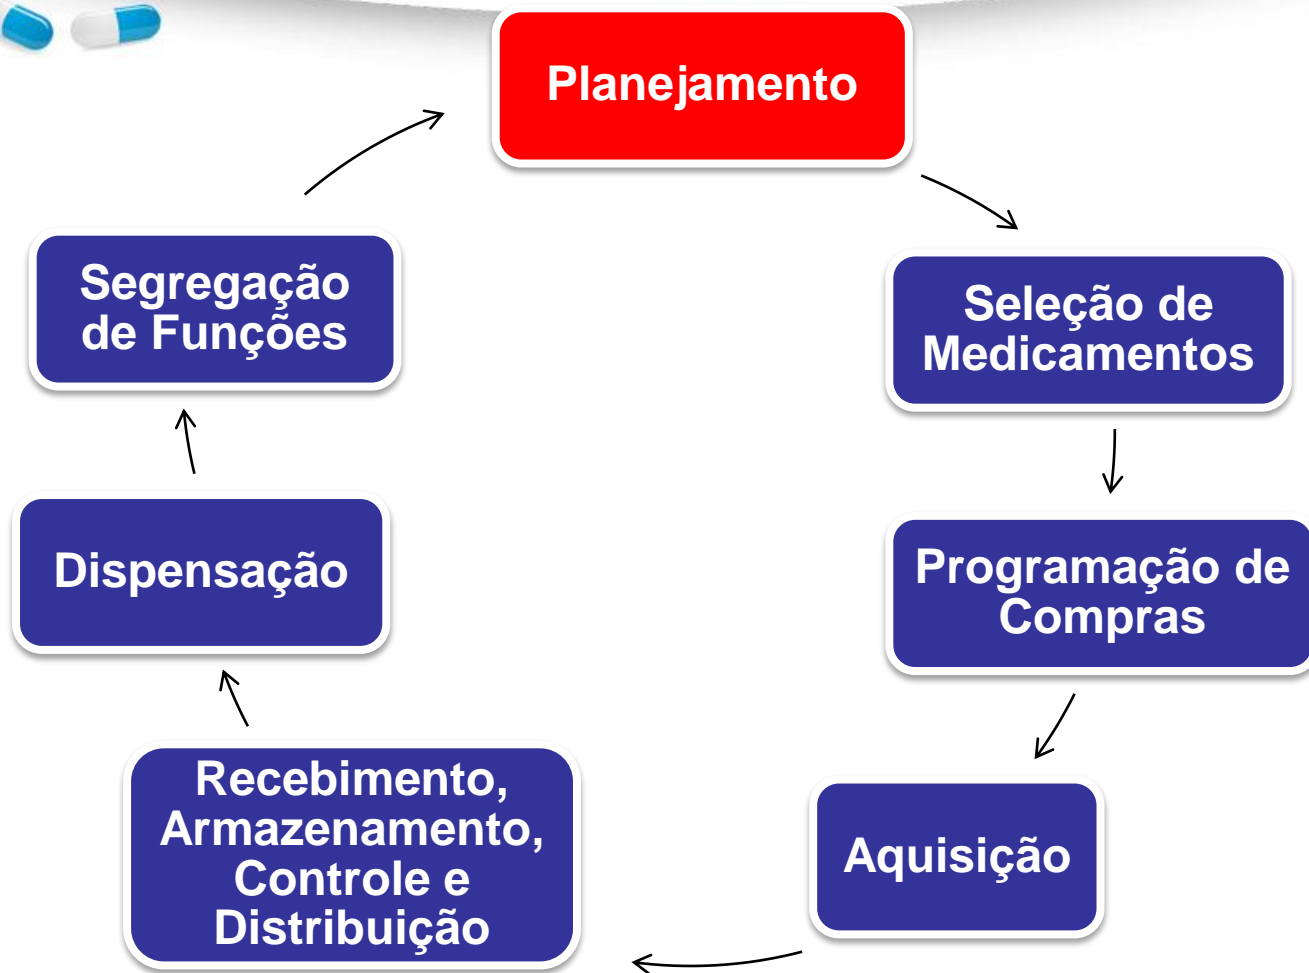 Planejamento
Seleção de
Medicamentos
Programação de
Compras
Aquisição
Recebimento,
Armazenamento,
Controle e
Distribuição
Dispensação
Segregação
de Funções